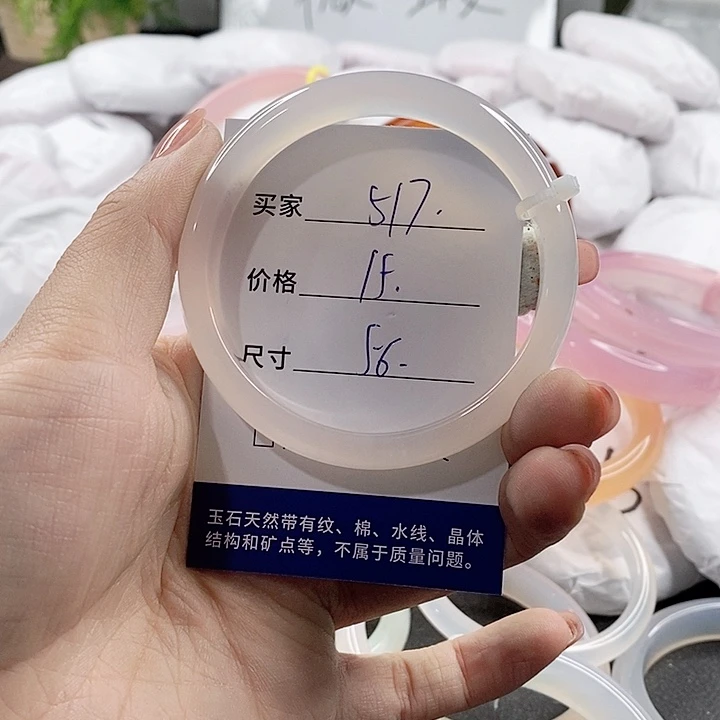 买家 517.
价格 15.
尺寸 56-
玉石天然带有纹、棉、水线、晶体
结构和矿点等，不属于质量问题。